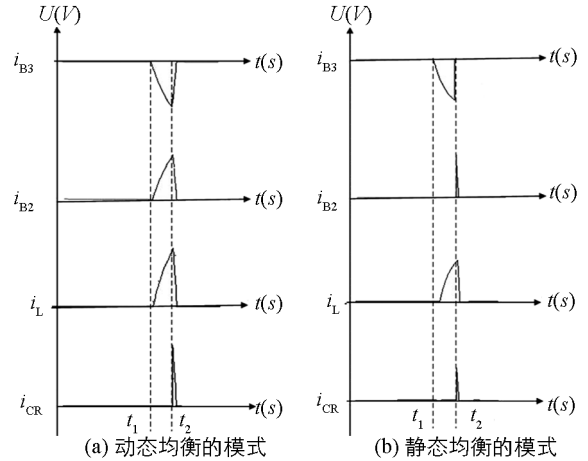 U(V)
i_B3
t(s)
i_B2
t(s)
i_L
t(s)
i_CR
t(s)
t_1
t_2
(a) 动态均衡的模式
U(V)
i_B3
t(s)
i_B2
t(s)
i_L
t(s)
i_CR
t(s)
t_1
t_2
(b) 静态均衡的模式